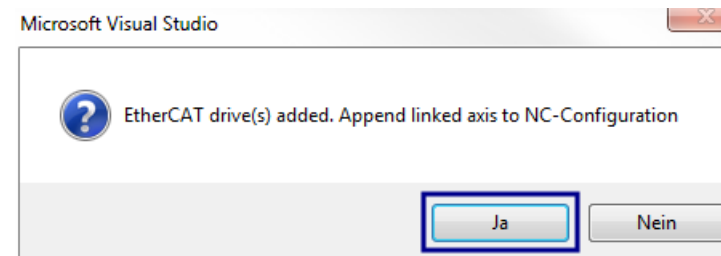 Microsoft Visual Studio
EtherCAT drive(s) added. Append linked axis to NC-Configuration
Ja
Nein